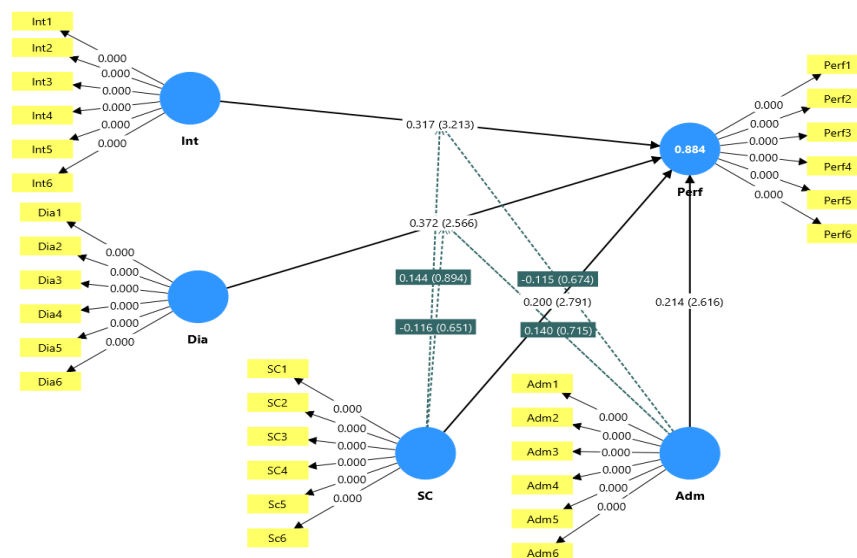 Int1
Int2
Int3
Int4
Int5
Int6
0.000
0.000
0.000
0.000
0.000
0.000
Int
Dia1
Dia2
Dia3
Dia4
Dia5
Dia6
0.000
0.000
0.000
0.000
0.000
0.000
Dia
0.317 (3.213)
0.372 (2.566)
0.144 (0.894)
-0.116 (0.651)
-0.115 (0.674)
0.200 (2.791)
0.140 (0.715)
0.214 (2.616)
0.884
Perf
0.000
0.000
0.000
0.000
0.000
0.000
Perf1
Perf2
Perf3
Perf4
Perf5
Perf6
SC1
SC2
SC3
SC4
Sc5
Sc6
0.000
0.000
0.000
0.000
0.000
0.000
SC
Adm1
Adm2
Adm3
Adm4
Adm5
Adm6
0.000
0.000
0.000
0.000
0.000
0.000
Adm